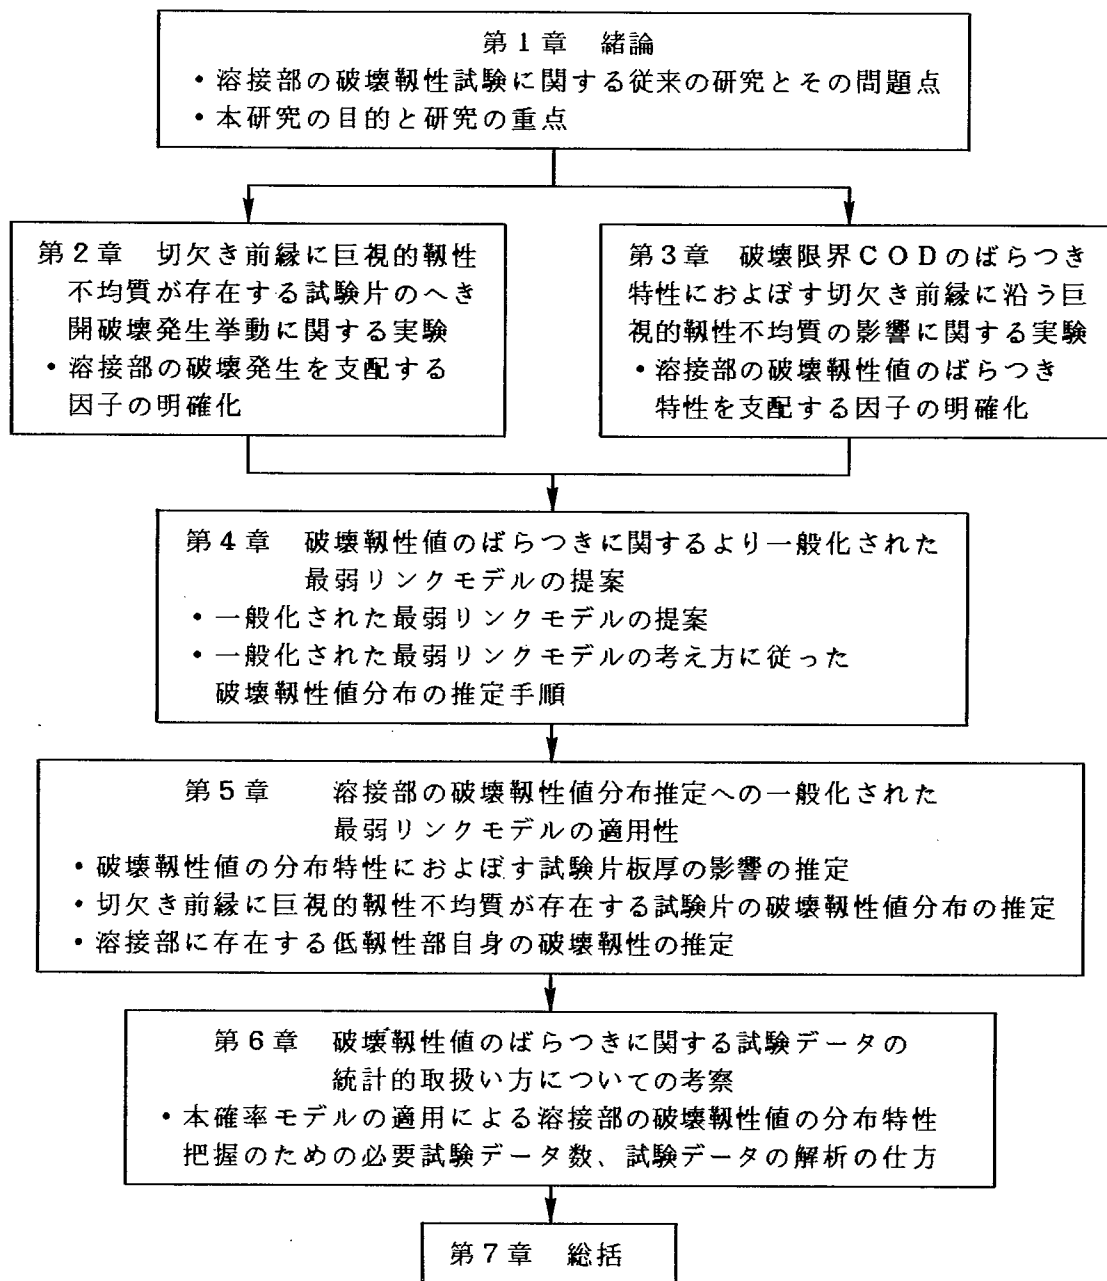 第1章 緒論
・溶接部の破壊靱性試験に関する従来の研究とその問題点
・本研究の目的と研究の重点
第2章 切欠き前縁に巨視的靱性
不均質が存在する試験片のへき
開破壊発生挙動に関する実験
・溶接部の破壊発生を支配する
因子の明確化
第3章 破壊限界CODのばらつき
特性におよぼす切欠き前縁に沿う巨
視的靱性不均質の影響に関する実験
・溶接部の破壊靱性値のばらつき
特性を支配する因子の明確化
第4章 破壊靱性値のばらつきに関するより一般化された
最弱リンクモデルの提案
・一般化された最弱リンクモデルの提案
・一般化された最弱リンクモデルの考え方に従った
破壊靱性値分布の推定手順
第5章 溶接部の破壊靱性値分布推定への一般化された
最弱リンクモデルの適用性
・破壊靱性値の分布特性におよぼす試験片板厚の影響の推定
・切欠き前縁に巨視的靱性不均質が存在する試験片の破壊靱性値分布の推定
・溶接部に存在する低靱性部自身の破壊靱性の推定
第6章 破壊靱性値のばらつきに関する試験データの
統計的取扱い方についての考察
・本確率モデルの適用による溶接部の破壊靱性値の分布特性
把握のための必要試験データ数、試験データの解析の仕方
第7章 総括